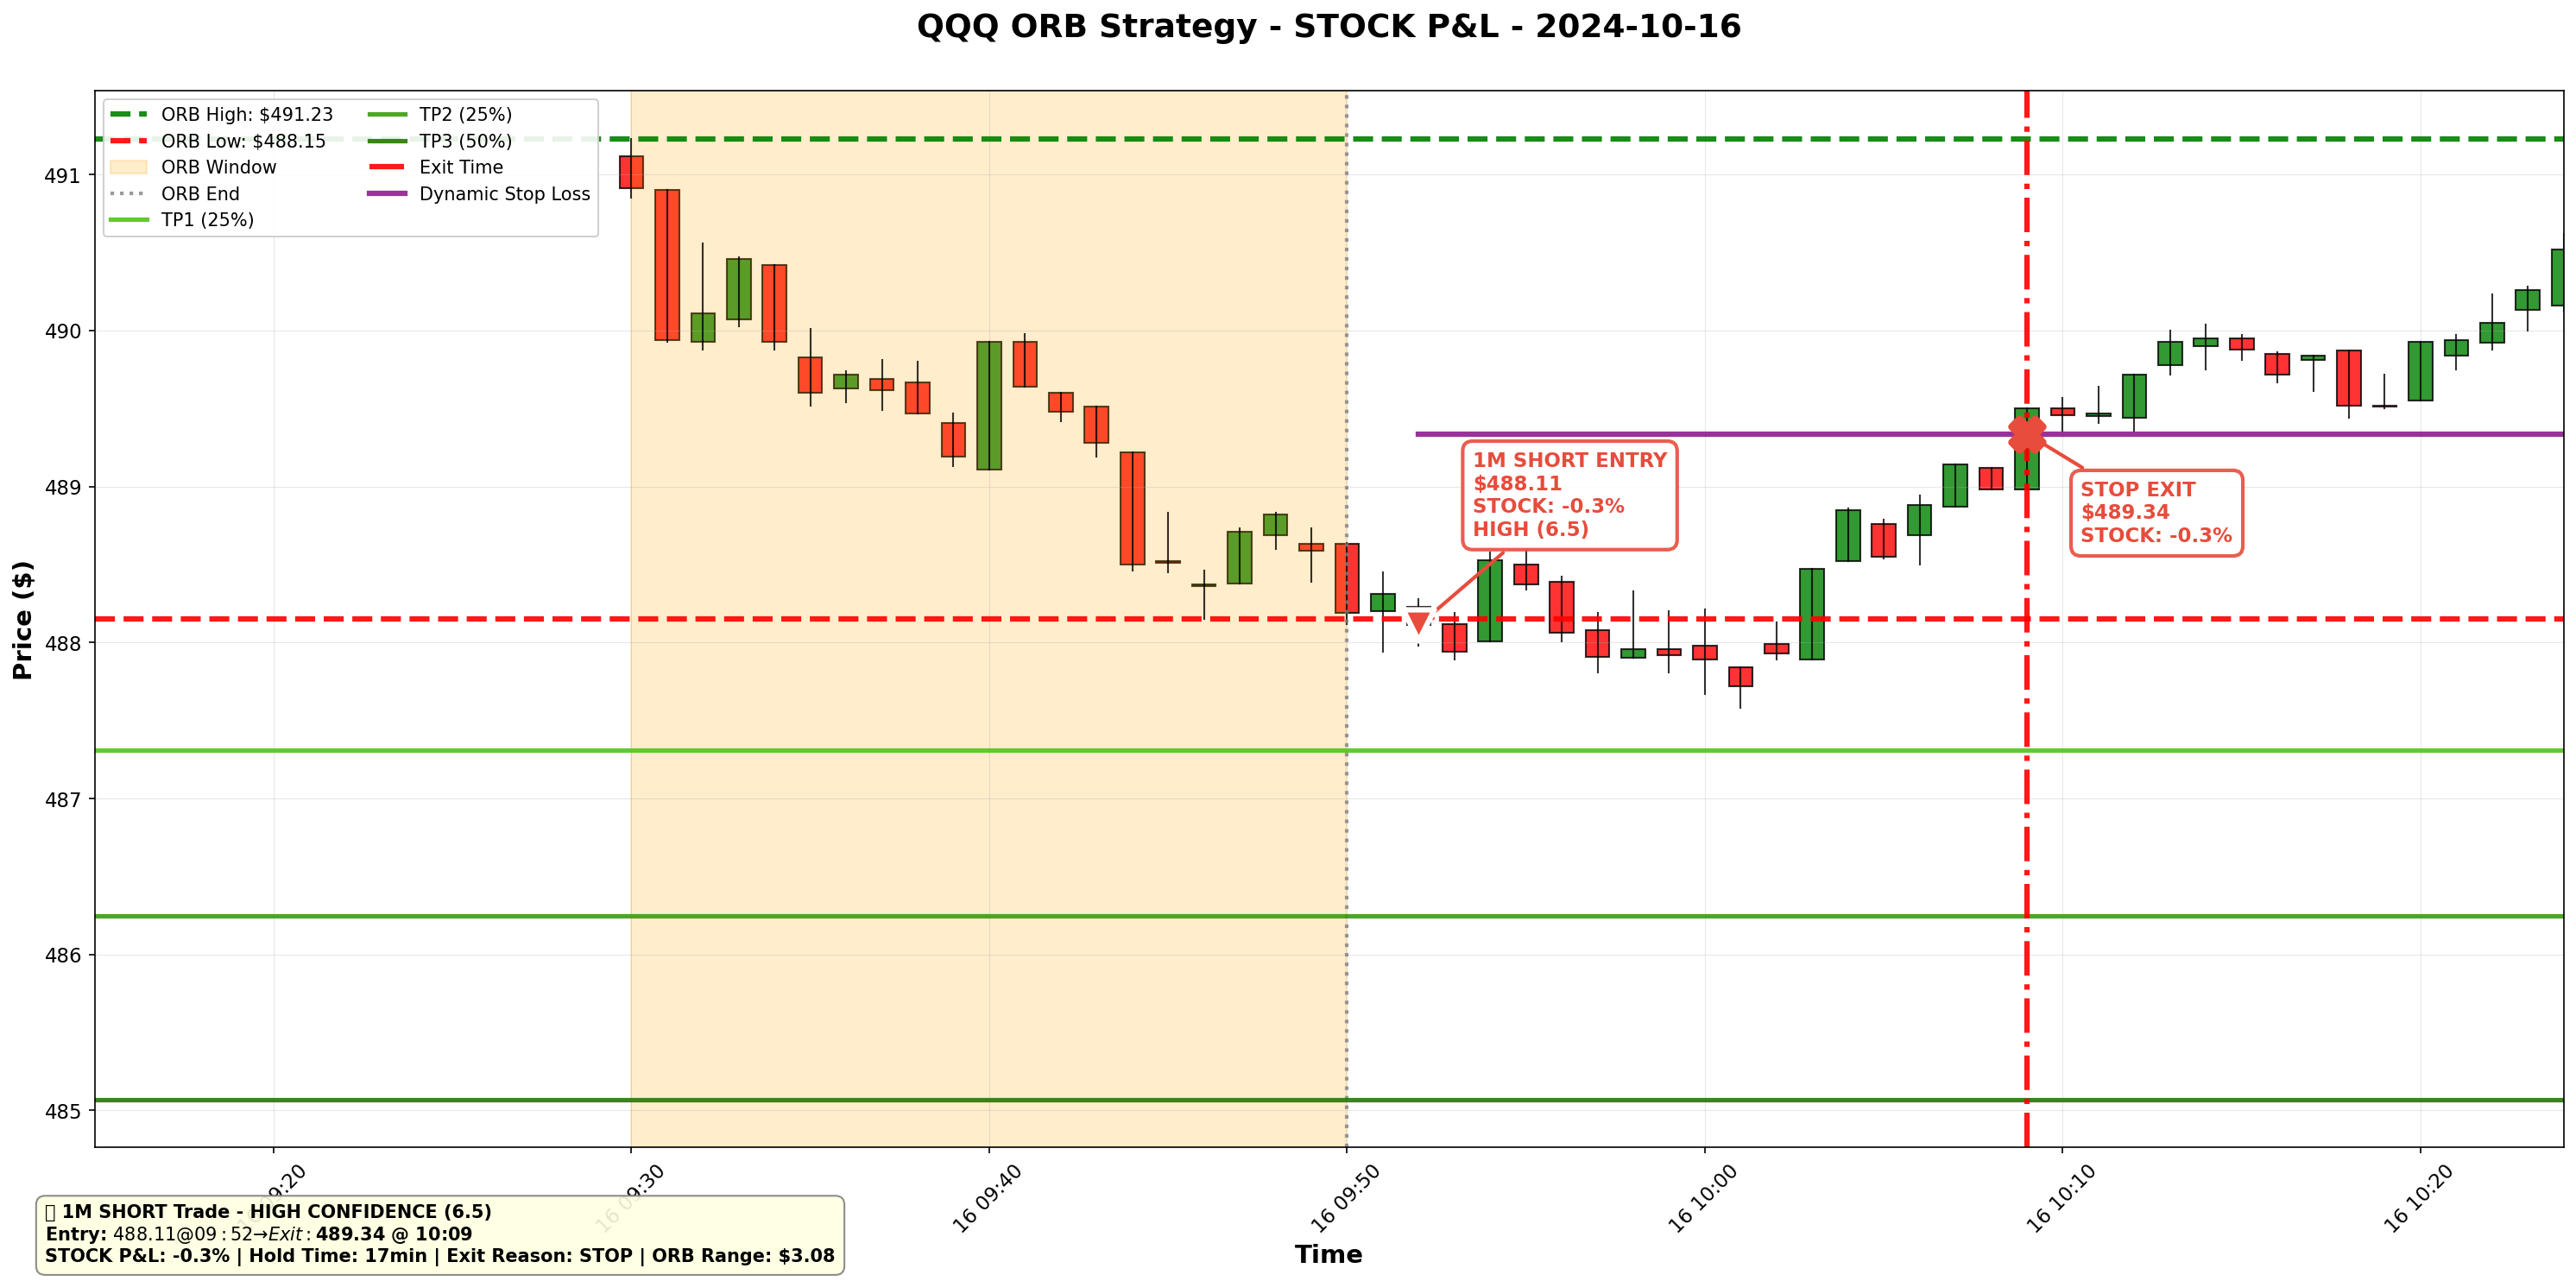 QQQ ORB Strategy - STOCK P&L - 2024-10-16
ORB High: $491.23
ORB Low: $488.15
ORB Window
ORB End
TP1 (25%)
TP2 (25%)
TP3 (50%)
Exit Time
Dynamic Stop Loss
Price ($)
491
490
489
488
487
486
485
1M SHORT ENTRY
$488.11
STOCK: -0.3%
HIGH (6.5)
STOP EXIT
$489.34
STOCK: -0.3%
16 09:20
16 09:30
16 09:40
16 09:50
16 10:00
16 10:10
16 10:20
Time
1M SHORT Trade - HIGH CONFIDENCE (6.5)
Entry: 488.11@09:52→Exit:489.34 @ 10:09
STOCK P&L: -0.3% | Hold Time: 17min | Exit Reason: STOP | ORB Range: $3.08